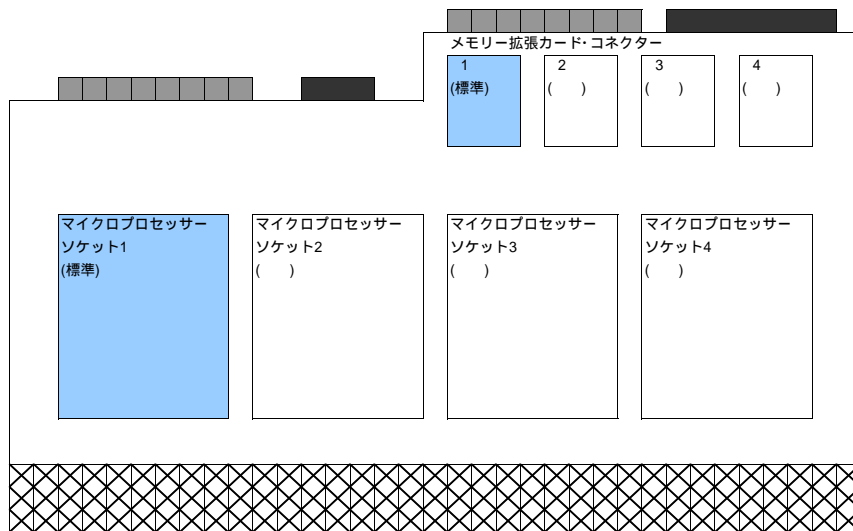 メモリー拡張カード・コネクター
1
(標準)
2
(　　)
3
(　　)
4
(　　)
マイクロプロセッサー
ソケット1
(標準)
マイクロプロセッサー
ソケット2
(　　)
マイクロプロセッサー
ソケット3
(　　)
マイクロプロセッサー
ソケット4
(　　)